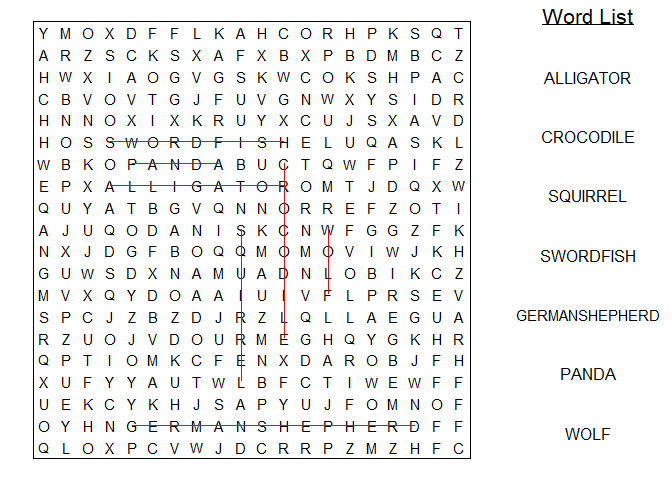 Y M O X D F F L K A H C O R H P K S Q T
A R Z S C K S X A F X B X P B D M B C Z
H W X I A O G V G S K W C O K S H P A C
C B V O V T G J F U V G N W X Y S I D R
H N N O X I X K R U Y X C U J S X A V D
H O S S W O R D F I S H E L U Q A S K L
W B K O P A N D A B U C T Q W F P I F Z
E P X A L L I G A T O R O M T J D Q X W
Q U Y A T B G V Q N N O R R E F Z O T I
A J U Q O D A N I S K C N W F G G Z F K
N X J D G F B O Q Q M O M O V I W J K H
G U W S D X N A M U A D N L O B I K C Z
M V X Q Y D O A A I U I V F L P R S E V
S P C J Z B Z D J R Z L Q L L A E G U A
R Z U O J V D O U R M E G H Q Y G K H R
Q P T I O M K C F E N X D A R O B J F H
X U F Y Y A U T W L B F C T I W E W F F
U E K C Y K H J S A P Y U J F O M N O F
O Y H N G E R M A N S H E P H E R D F F
Q L O X P C V W J D C R R P Z M Z H F C
Word List
ALLIGATOR
CROCODILE
SQUIRREL
SWORDFISH
GERMANSHEPHERD
PANDA
WOLF